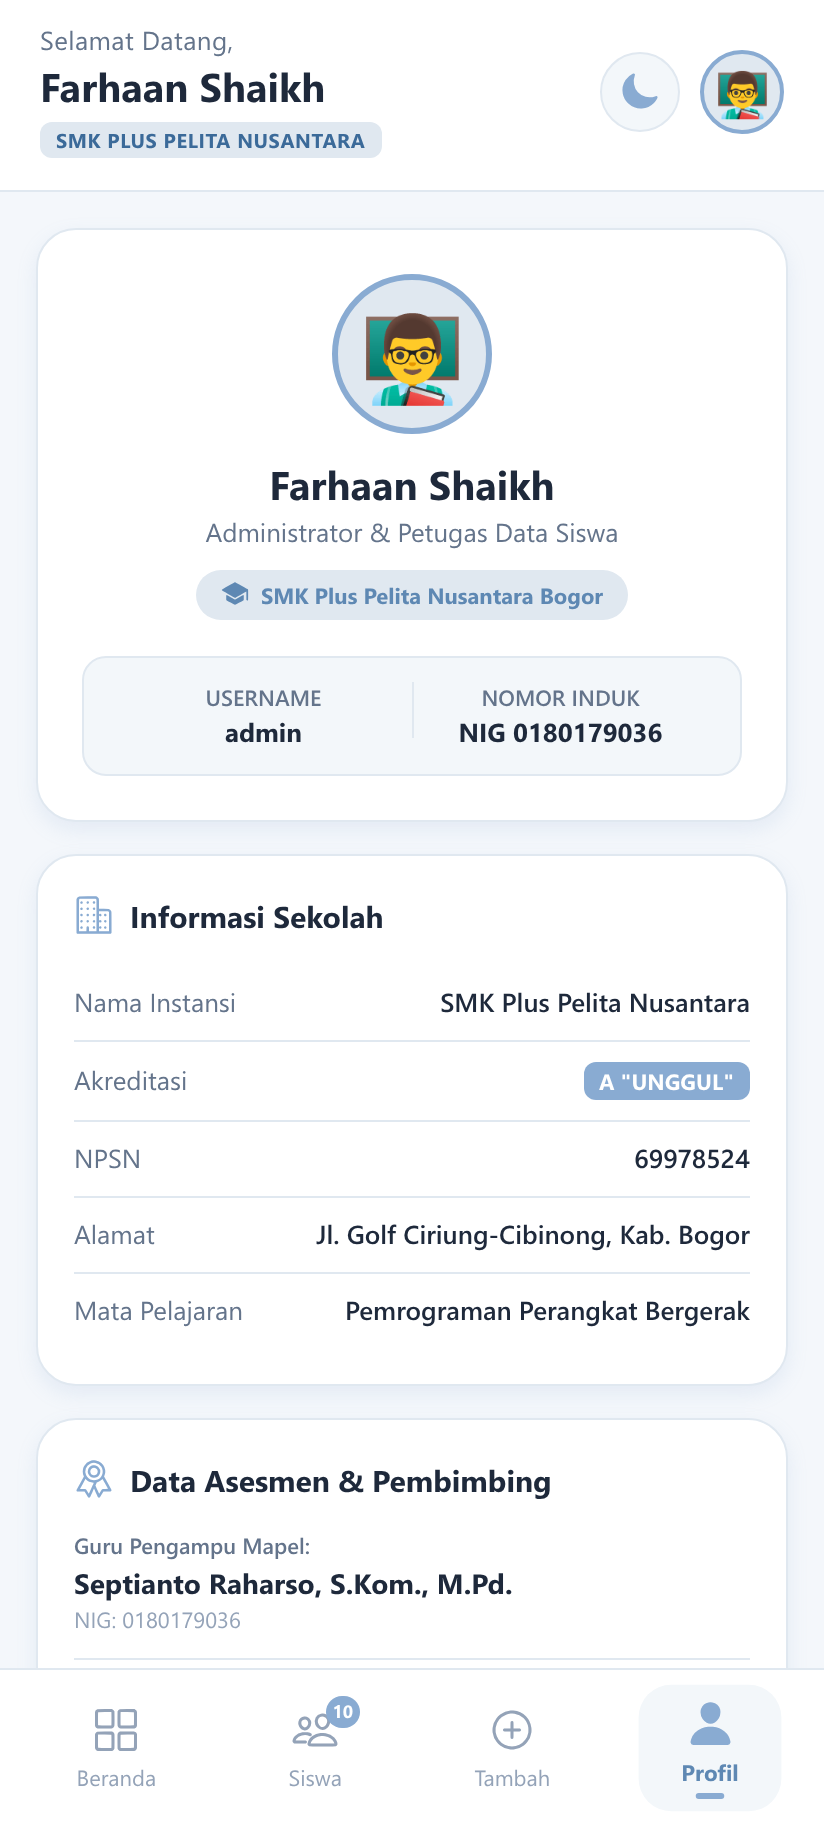 Selamat Datang,
Farhaan Shaikh
SMK PLUS PELITA NUSANTARA
Farhaan Shaikh
Administrator & Petugas Data Siswa
SMK Plus Pelita Nusantara Bogor
USERNAME
admin
NOMOR INDUK
NIG 0180179036
Informasi Sekolah
Nama Instansi SMK Plus Pelita Nusantara
Akreditasi A "UNGGUL"
NPSN 69978524
Alamat Jl. Golf Ciriung-Cibinong, Kab. Bogor
Mata Pelajaran Pemrograman Perangkat Bergerak
Data Asesmen & Pembimbing
Guru Pengampu Mapel:
Septianto Raharso, S.Kom., M.Pd.
NIG: 0180179036
10
Beranda Siswa Tambah Profil